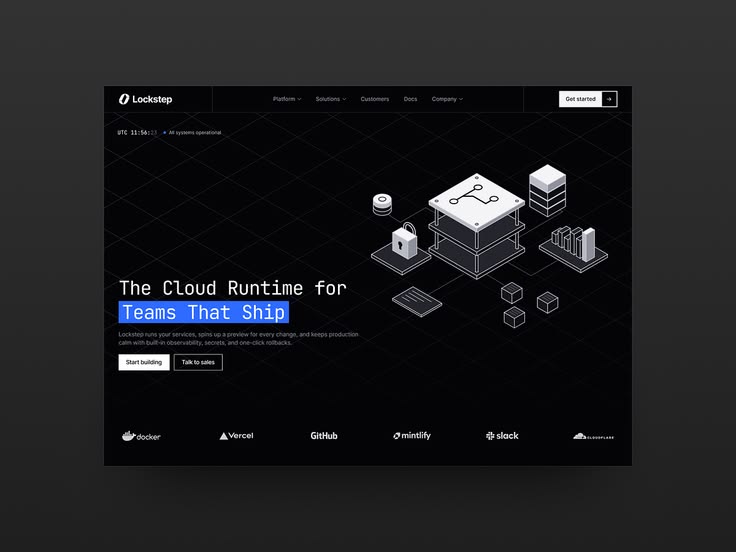 Lockstep
Platform
Solutions
Customers
Docs
Company
Get started
UTC 11:56:23
All systems operational
The Cloud Runtime for
Teams That Ship
Lockstep runs your services, spins up a preview for every change, and keeps production
calm with built-in observability, secrets, and one-click rollbacks.
Start building
Talk to sales
docker
Vercel
GitHub
mintlify
slack
CLOUDFLARE